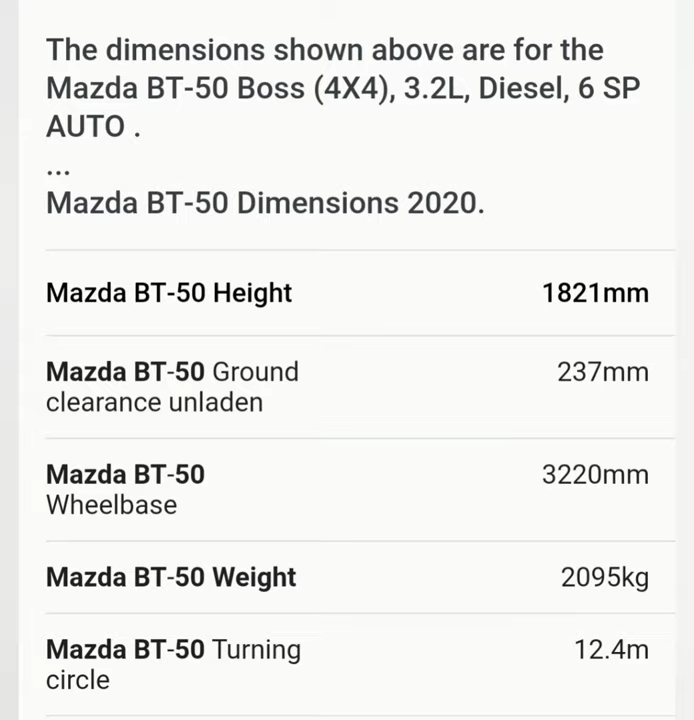 The dimensions shown above are for the
Mazda BT-50 Boss (4X4), 3.2L, Diesel, 6 SP
AUTO .
...
Mazda BT-50 Dimensions 2020.
Mazda BT-50 Height 1821mm
Mazda BT-50 Ground 237mm
clearance unladen
Mazda BT-50 3220mm
Wheelbase
Mazda BT-50 Weight 2095kg
Mazda BT-50 Turning 12.4m
circle